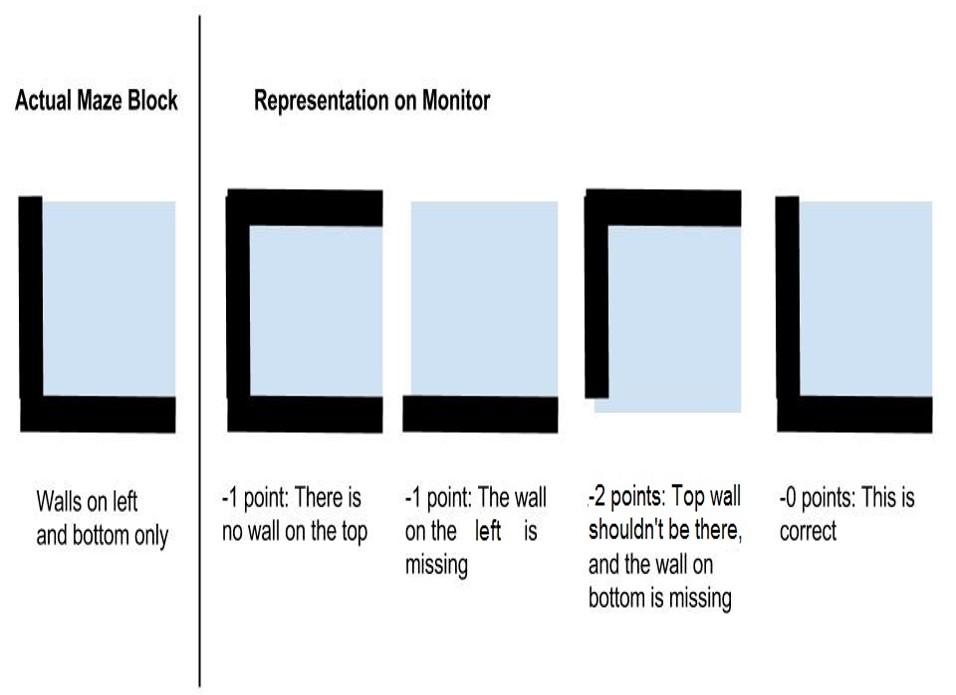 Actual Maze Block
Representation on Monitor
Walls on left
and bottom only
-1 point: There is
no wall on the top
-1 point: The wall
on the left is
missing
-2 points: Top wall
shouldn't be there,
and the wall on
bottom is missing
-0 points: This is
correct